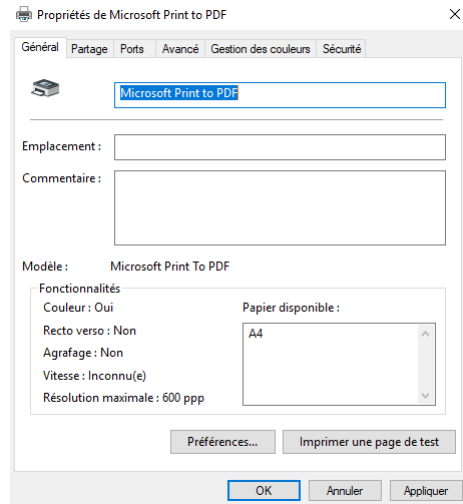 Propriétés de Microsoft Print to PDF
Général Partage Ports Avancé Gestion des couleurs Sécurité
Microsoft Print to PDF
Emplacement :
Commentaire :
Modèle : Microsoft Print To PDF
Fonctionnalités
Couleur : Oui
Recto verso : Non
Agrafage : Non
Vitesse : Inconnu(e)
Résolution maximale : 600 ppp
Papier disponible :
A4
Préférences... Imprimer une page de test
OK Annuler Appliquer